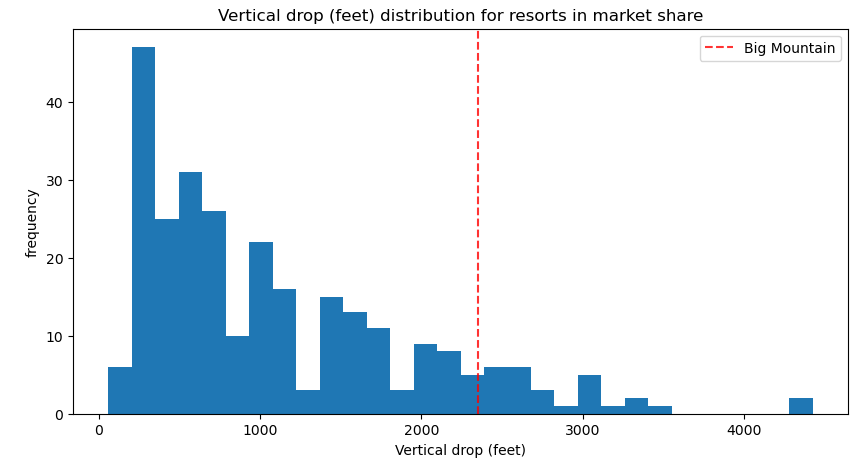 Vertical drop (feet) distribution for resorts in market share
Big Mountain
frequency
40
30
20
10
0
0 1000 2000 3000 4000
Vertical drop (feet)